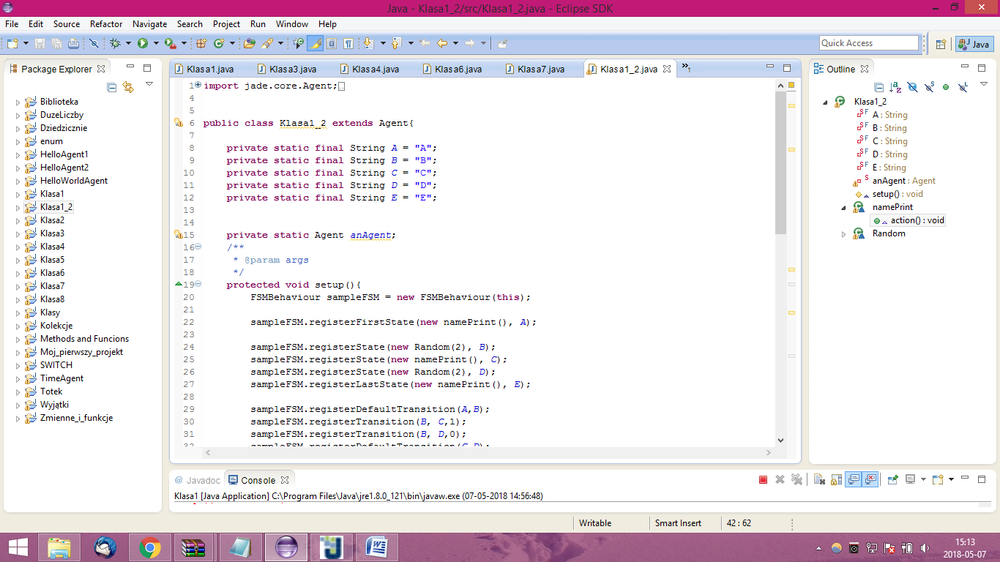 Java - Klasa1_2/src/Klasa1_2.java - Eclipse SDK
File Edit Source Refactor Navigate Search Project Run Window Help
Quick Access
Java
Package Explorer
Biblioteka
DuzeLiczby
Dziedzicznie
enum
HelloAgent1
HelloAgent2
HelloWorldAgent
Klasa1
Klasa1_2
Klasa2
Klasa3
Klasa4
Klasa5
Klasa6
Klasa7
Klasa8
Klasy
Kolekcje
Methods and Funcions
Moj_pierwszy_projekt
SWITCH
TimeAgent
Totek
Wyjątki
Zmienne_i_funkcje
Klasa1.java Klasa3.java Klasa4.java Klasa6.java Klasa7.java Klasa1_2.java »1
1 import jade.core.Agent;
4
5
6 public class Klasa1_2 extends Agent{
7
8 private static final String A = "A";
9 private static final String B = "B";
10 private static final String C = "C";
11 private static final String D = "D";
12 private static final String E = "E";
13
14
15 private static Agent anAgent;
16 /**
17 * @param args
18 */
19 protected void setup(){
20 FSMBehaviour sampleFSM = new FSMBehaviour(this);
21
22 sampleFSM.registerFirstState(new namePrint(), A);
23
24 sampleFSM.registerState(new Random(2), B);
25 sampleFSM.registerState(new namePrint(), C);
26 sampleFSM.registerState(new Random(2), D);
27 sampleFSM.registerLastState(new namePrint(), E);
28
29 sampleFSM.registerDefaultTransition(A,B);
30 sampleFSM.registerTransition(B, C,1);
31 sampleFSM.registerTransition(B, D,0);
32 sampleFSM.registerDefaultTransition(C,D);
Outline
Klasa1_2
A : String
B : String
C : String
D : String
E : String
anAgent : Agent
setup() : void
namePrint
action() : void
Random
@ Javadoc Console
Klasa1 [Java Application] C:\Program Files\Java\jre1.8.0_121\bin\javaw.exe (07-05-2018 14:56:48)
Writable Smart Insert 42 : 62
15:13
2018-05-07